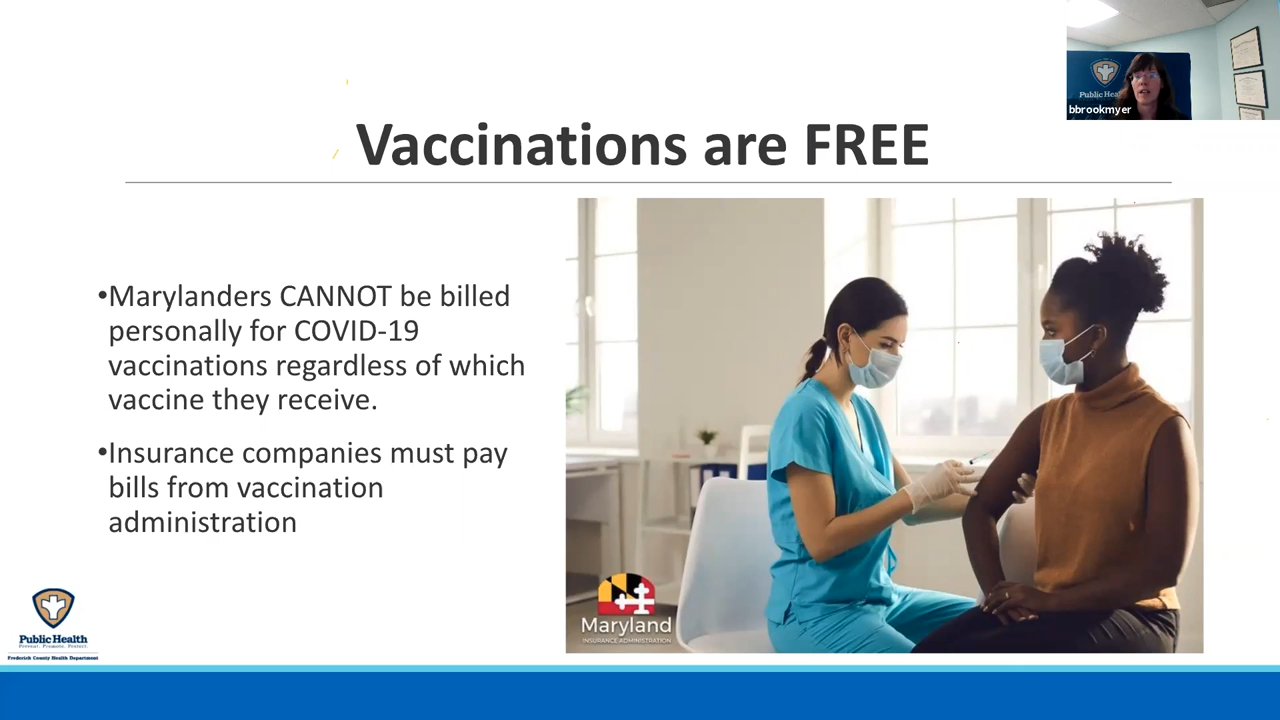 Public Heal
bbrookmyer
Vaccinations are FREE
•Marylanders CANNOT be billed
personally for COVID-19
vaccinations regardless of which
vaccine they receive.
•Insurance companies must pay
bills from vaccination
administration
Maryland
INSURANCE ADMINISTRATION
Public Health
Prevent. Promote. Protect.
Frederick County Health Department